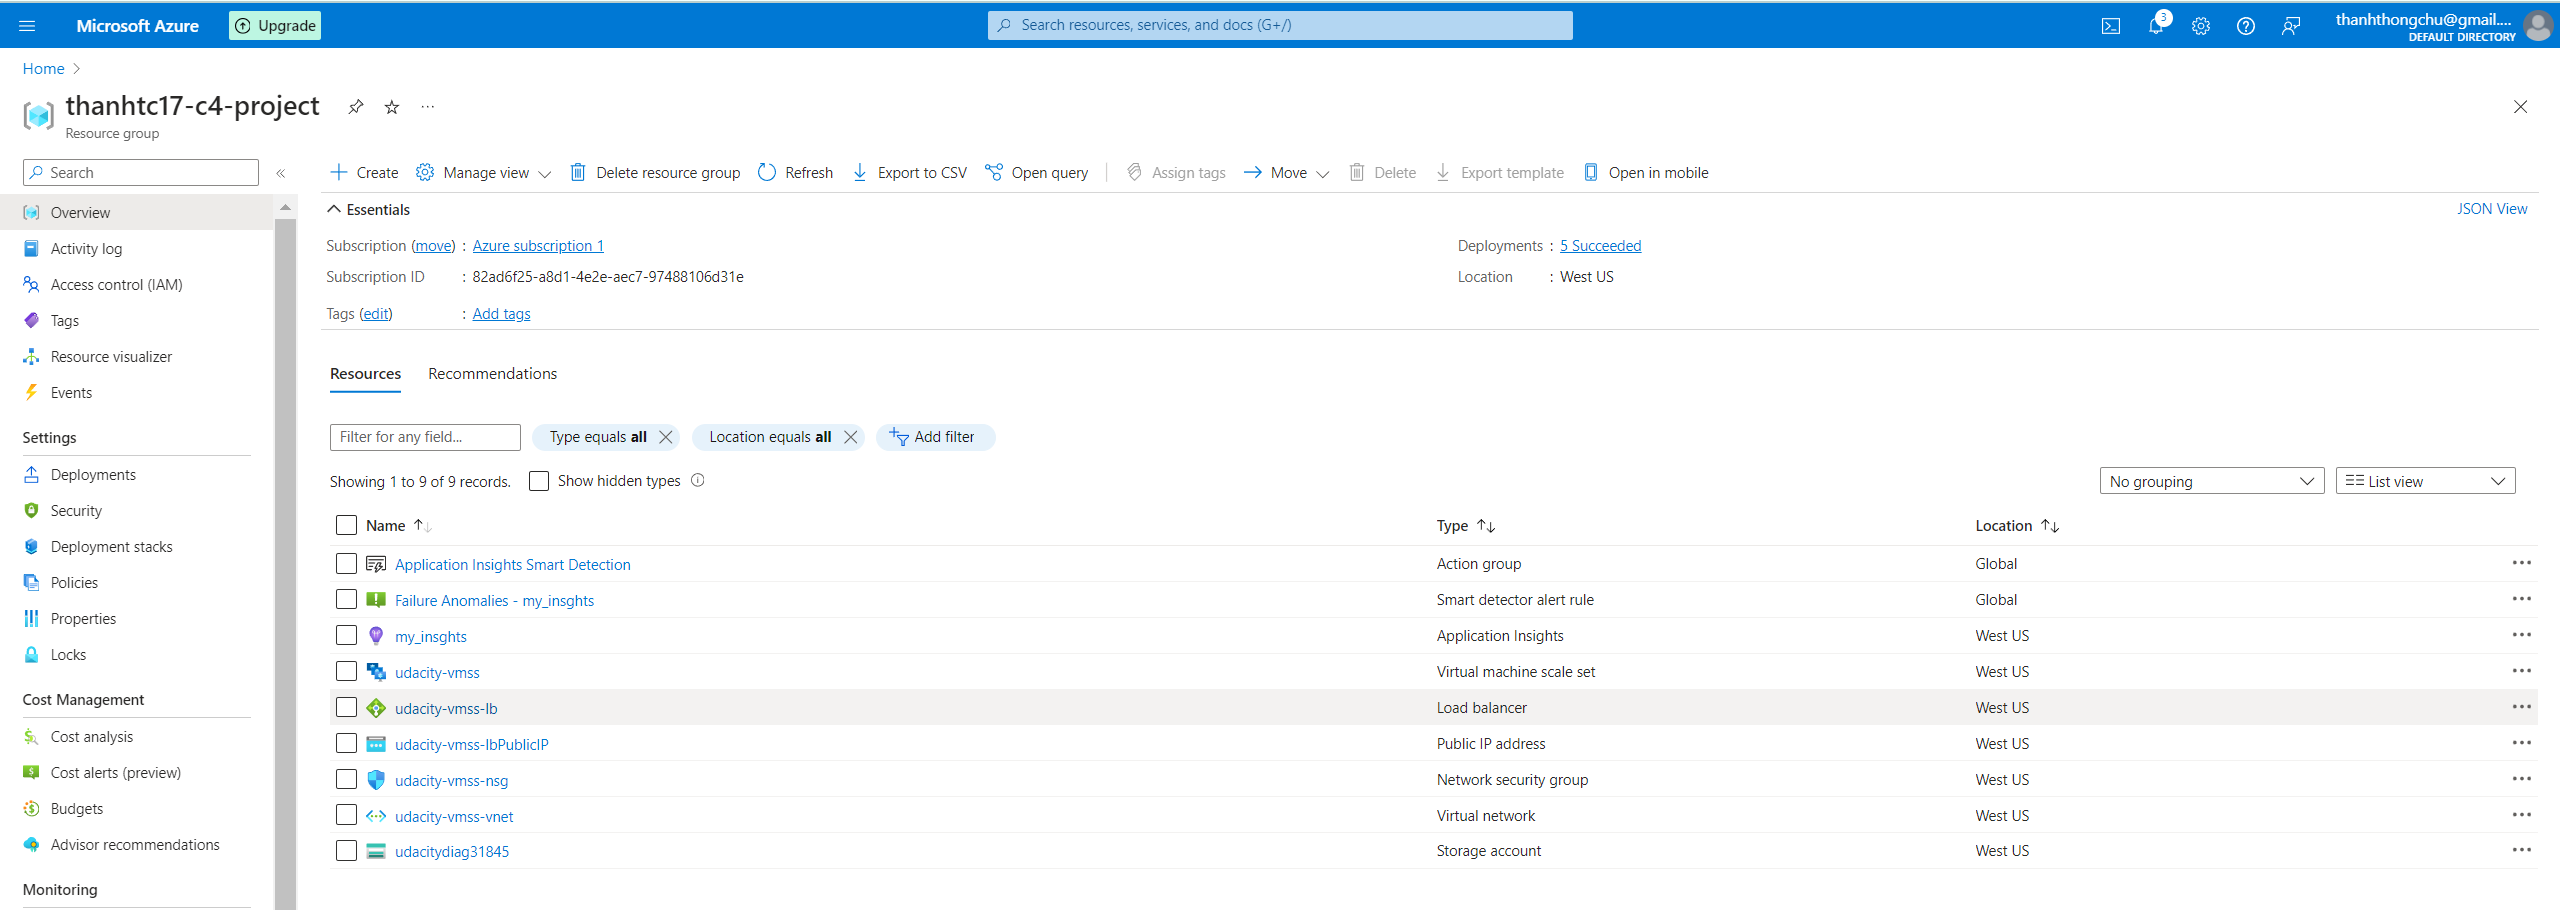 Microsoft Azure
Upgrade
Search resources, services, and docs (G+/)
3
thanhthongchu@gmail....
DEFAULT DIRECTORY
Home
thanhtc17-c4-project
Resource group
Search
Create
Manage view
Delete resource group
Refresh
Export to CSV
Open query
Assign tags
Move
Delete
Export template
Open in mobile
Overview
Activity log
Access control (IAM)
Tags
Resource visualizer
Events
Settings
Deployments
Security
Deployment stacks
Policies
Properties
Locks
Cost Management
Cost analysis
Cost alerts (preview)
Budgets
Advisor recommendations
Monitoring
Essentials
JSON View
Subscription (move) : Azure subscription 1
Deployments : 5 Succeeded
Subscription ID : 82ad6f25-a8d1-4e2e-aec7-97488106d31e
Location : West US
Tags (edit) : Add tags
Resources
Recommendations
Filter for any field...
Type equals all
Location equals all
Add filter
Showing 1 to 9 of 9 records.
Show hidden types
No grouping
List view
Name Type Location
Application Insights Smart Detection Action group Global
Failure Anomalies - my_insghts Smart detector alert rule Global
my_insghts Application Insights West US
udacity-vmss Virtual machine scale set West US
udacity-vmss-lb Load balancer West US
udacity-vmss-lbPublicIP Public IP address West US
udacity-vmss-nsg Network security group West US
udacity-vmss-vnet Virtual network West US
udacitydiag31845 Storage account West US